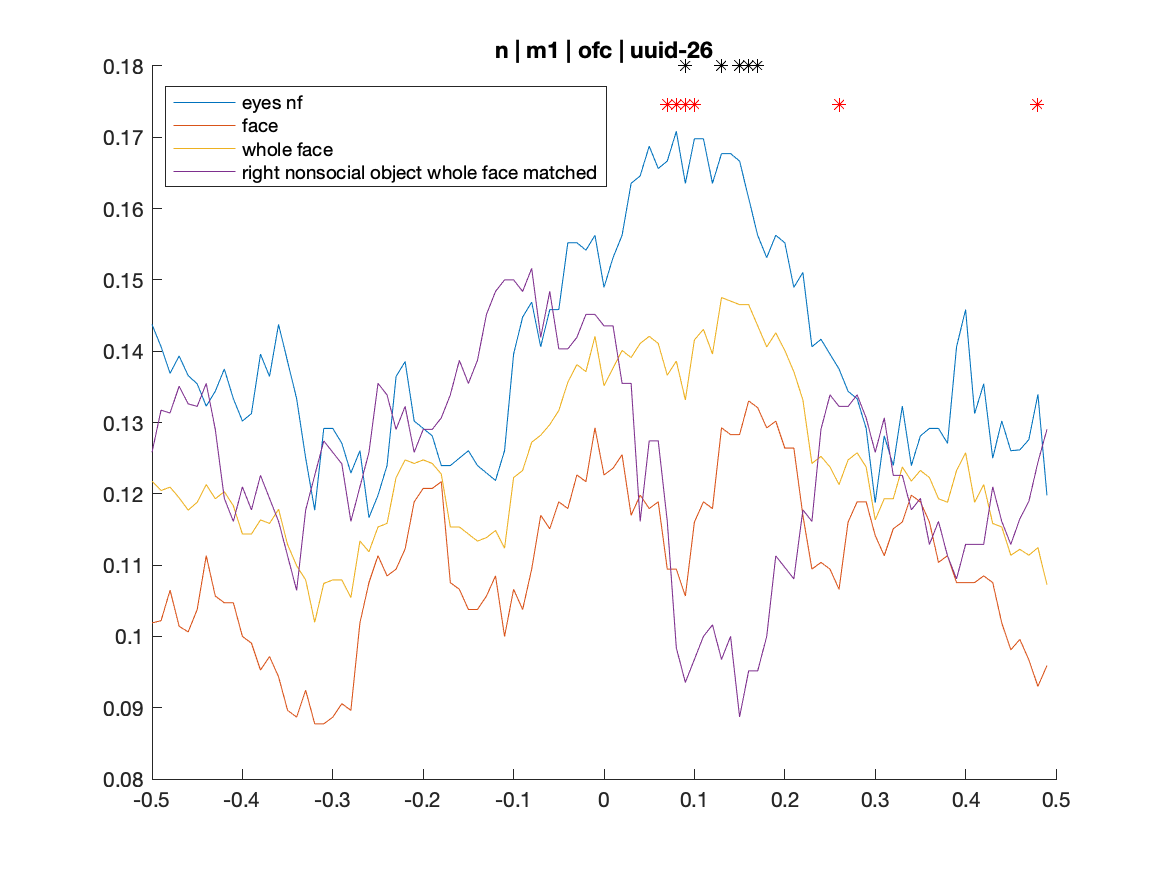 n | m1 | ofc | uuid-26
0.18
0.17
0.16
0.15
0.14
0.13
0.12
0.11
0.1
0.09
0.08
eyes nf
face
whole face
right nonsocial object whole face matched
-0.5 -0.4 -0.3 -0.2 -0.1 0 0.1 0.2 0.3 0.4 0.5